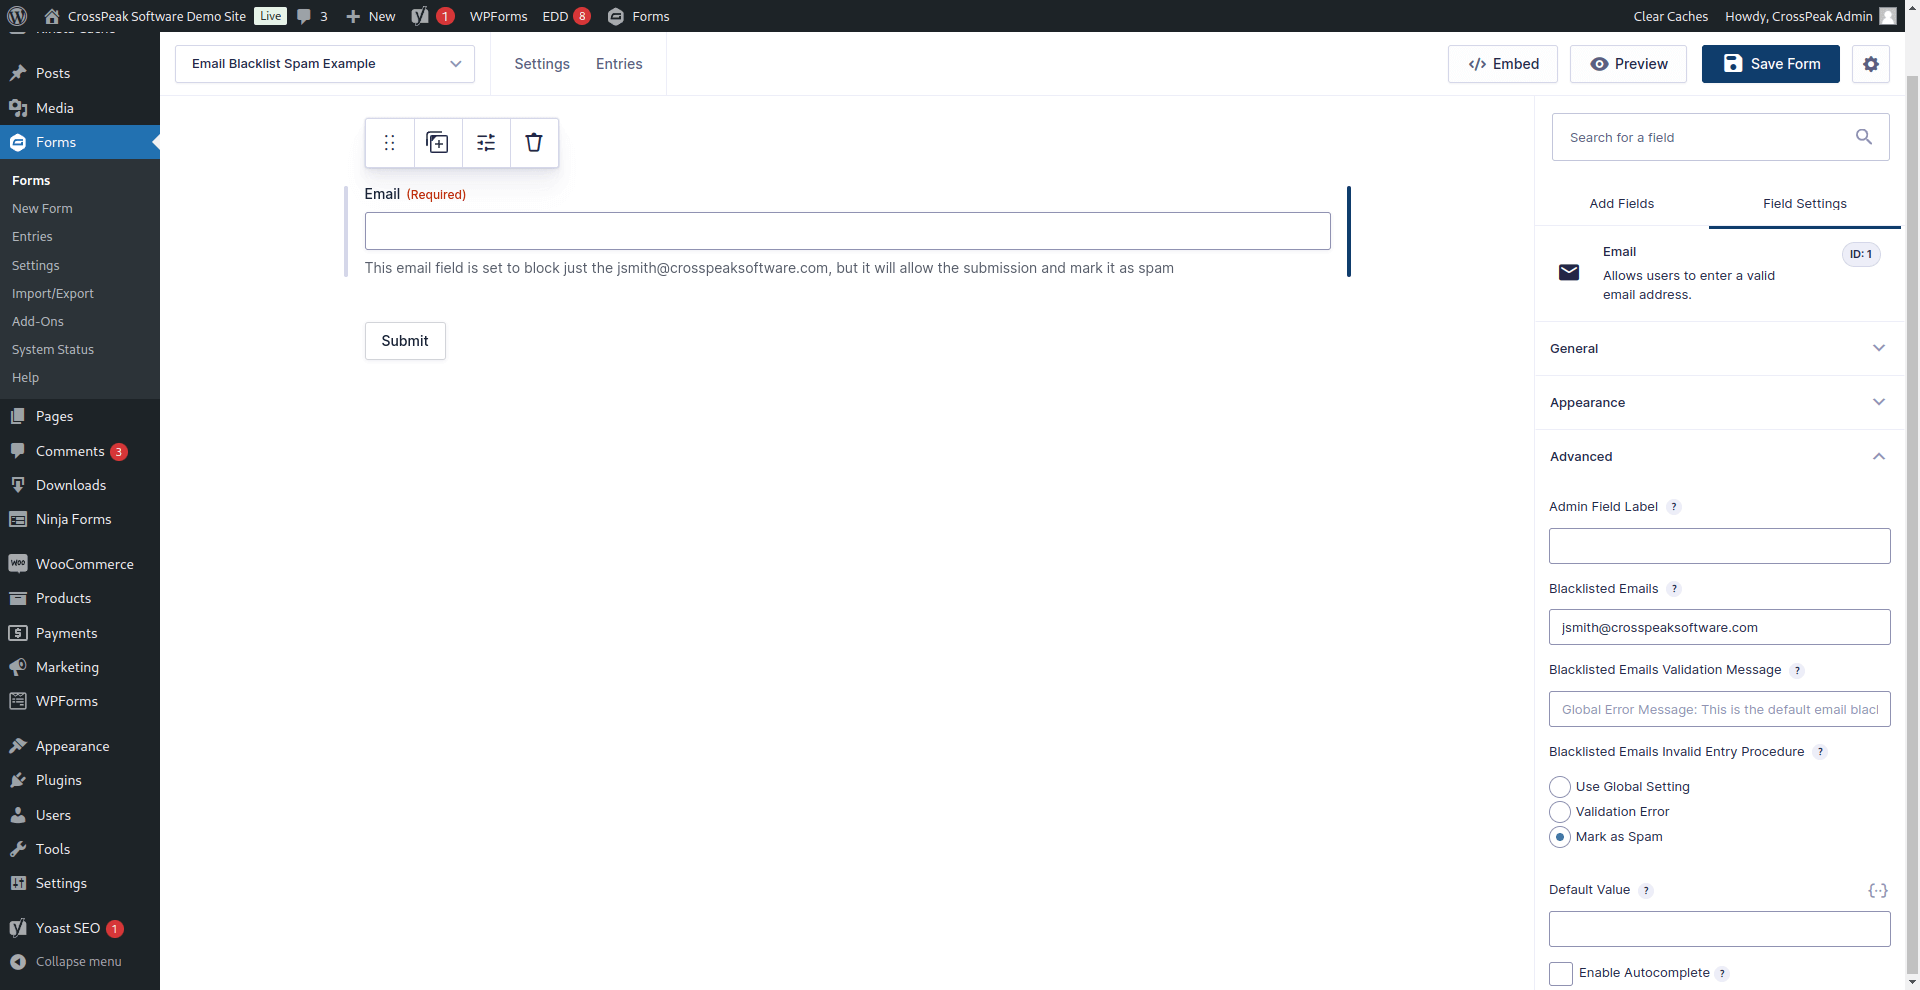 CrossPeak Software Demo Site
Live
3
New
1
WPForms
EDD
8
Forms
Clear Caches
Howdy, CrossPeak Admin
Posts
Media
Forms
Forms
New Form
Entries
Settings
Import/Export
Add-Ons
System Status
Help
Pages
Comments 3
Downloads
Ninja Forms
WooCommerce
Products
Payments
Marketing
WPForms
Appearance
Plugins
Users
Tools
Settings
Yoast SEO 1
Collapse menu
Email Blacklist Spam Example
Settings
Entries
</> Embed
Preview
Save Form
Email (Required)
This email field is set to block just the jsmith@crosspeaksoftware.com, but it will allow the submission and mark it as spam
Submit
Search for a field
Add Fields
Field Settings
Email
ID: 1
Allows users to enter a valid
email address.
General
Appearance
Advanced
Admin Field Label ?
Blacklisted Emails ?
jsmith@crosspeaksoftware.com
Blacklisted Emails Validation Message ?
Global Error Message: This is the default email blacl
Blacklisted Emails Invalid Entry Procedure ?
Use Global Setting
Validation Error
Mark as Spam
Default Value ?
{··}
Enable Autocomplete ?